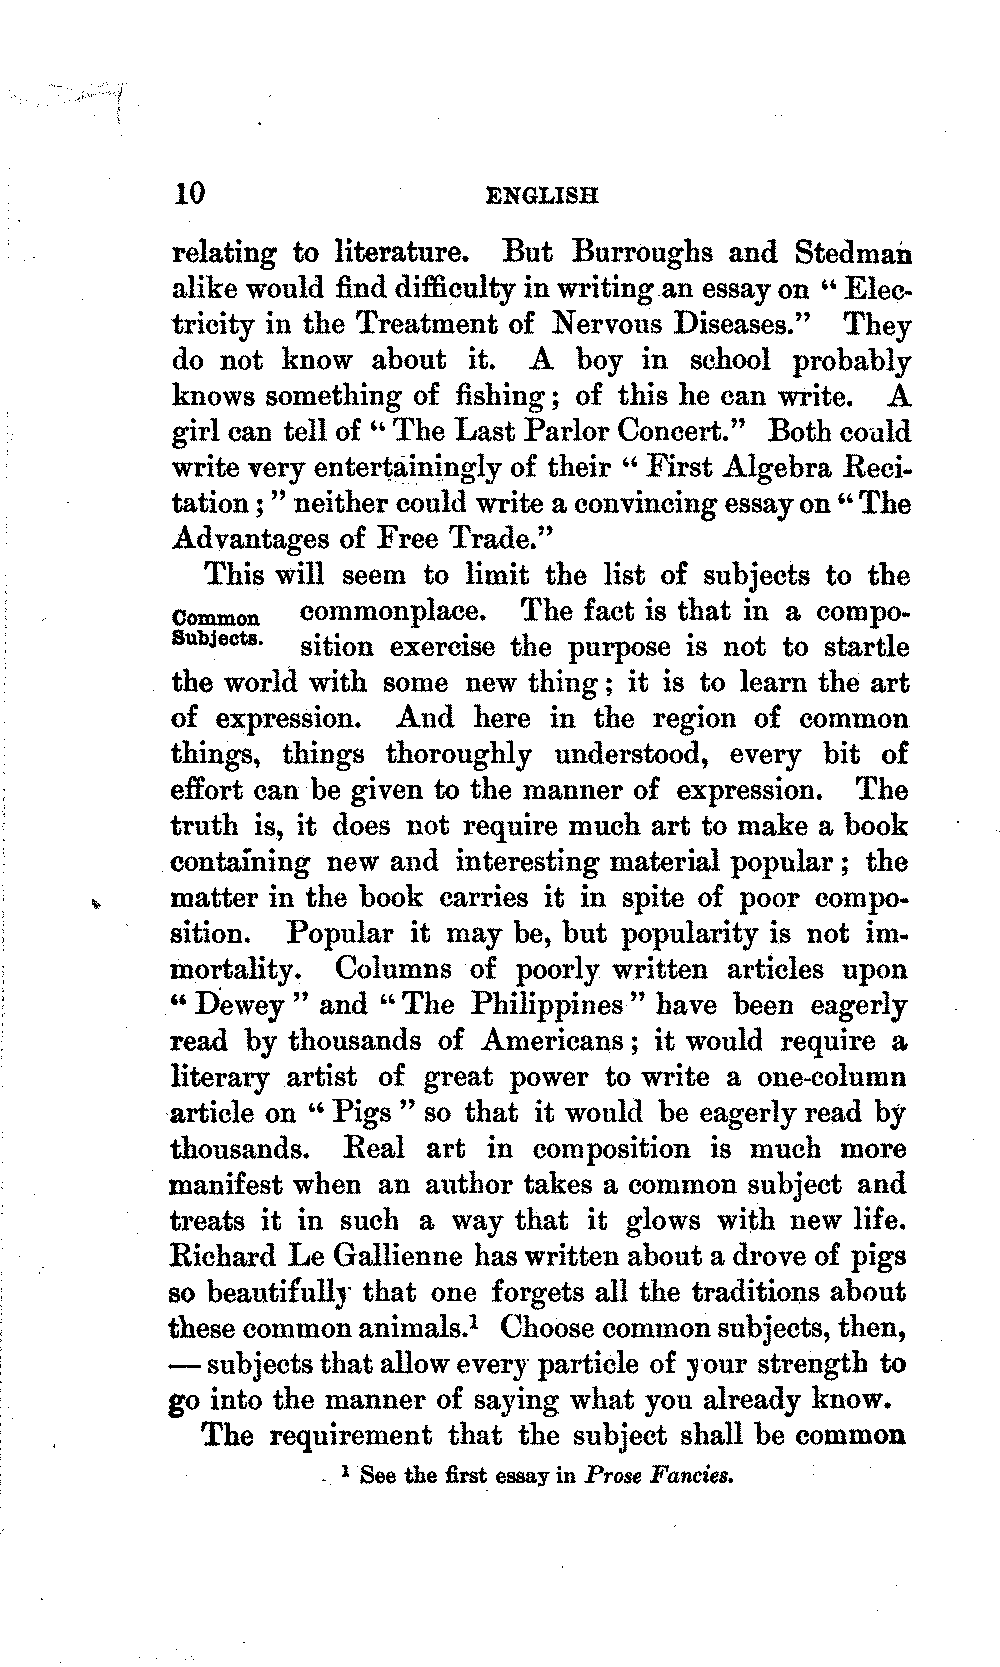 10 ENGLISH
relating to literature. But Burroughs and Stedman
alike would find difficulty in writing an essay on “ Elec-
tricity in the Treatment of Nervous Diseases.” They
do not know about it. A boy in school probably
knows something of fishing ; of this he can write. A
girl can tell of “ The Last Parlor Concert.” Both could
write very entertainingly of their “ First Algebra Reci-
tation ; ” neither could write a convincing essay on “ The
Advantages of Free Trade.”
This will seem to limit the list of subjects to the
Common Subjects.
commonplace. The fact is that in a compo-
sition exercise the purpose is not to startle
the world with some new thing ; it is to learn the art
of expression. And here in the region of common
things, things thoroughly understood, every bit of
effort can be given to the manner of expression. The
truth is, it does not require much art to make a book
containing new and interesting material popular ; the
matter in the book carries it in spite of poor compo-
sition. Popular it may be, but popularity is not im-
mortality. Columns of poorly written articles upon
“ Dewey ” and “ The Philippines ” have been eagerly
read by thousands of Americans ; it would require a
literary artist of great power to write a one-column
article on “ Pigs ” so that it would be eagerly read by
thousands. Real art in composition is much more
manifest when an author takes a common subject and
treats it in such a way that it glows with new life.
Richard Le Gallienne has written about a drove of pigs
so beautifully that one forgets all the traditions about
these common animals.¹ Choose common subjects, then,
— subjects that allow every particle of your strength to
go into the manner of saying what you already know.
The requirement that the subject shall be common
¹ See the first essay in Prose Fancies.